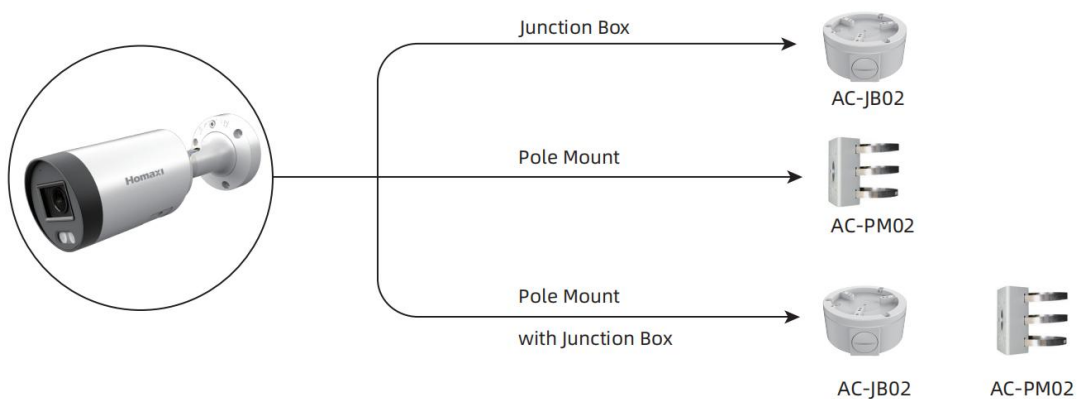 Junction Box
AC-JB02
Homaxi
Pole Mount
AC-PM02
Pole Mount
with Junction Box
AC-JB02 AC-PM02